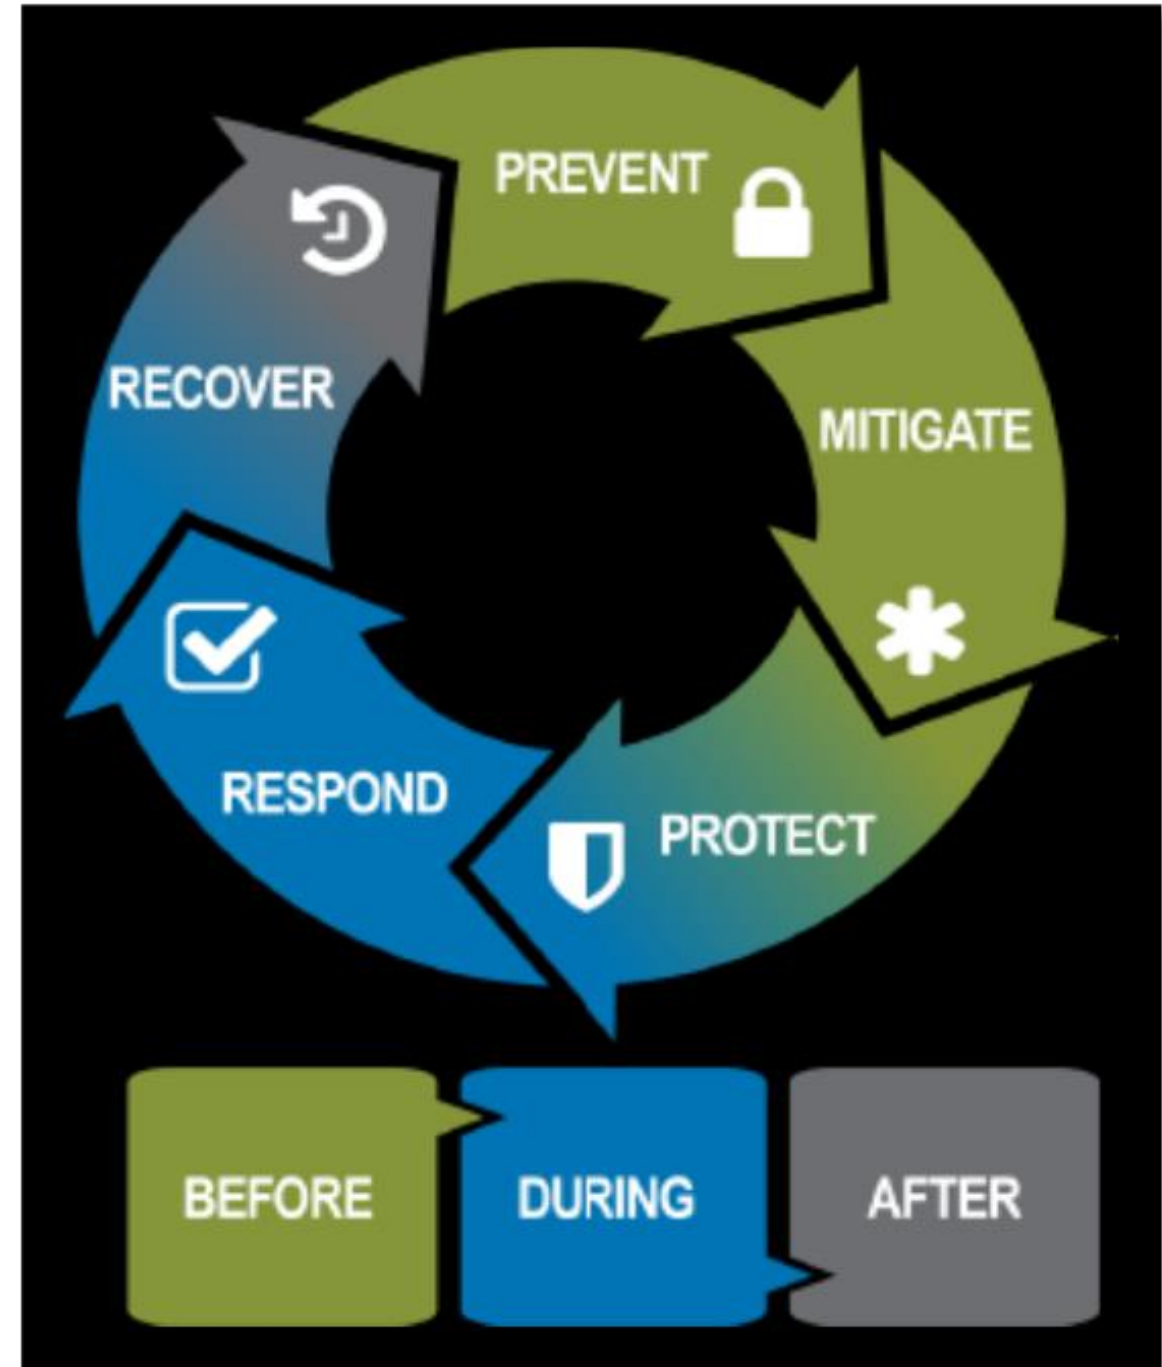 PREVENT
MITIGATE
PROTECT
RESPOND
RECOVER
BEFORE
DURING
AFTER